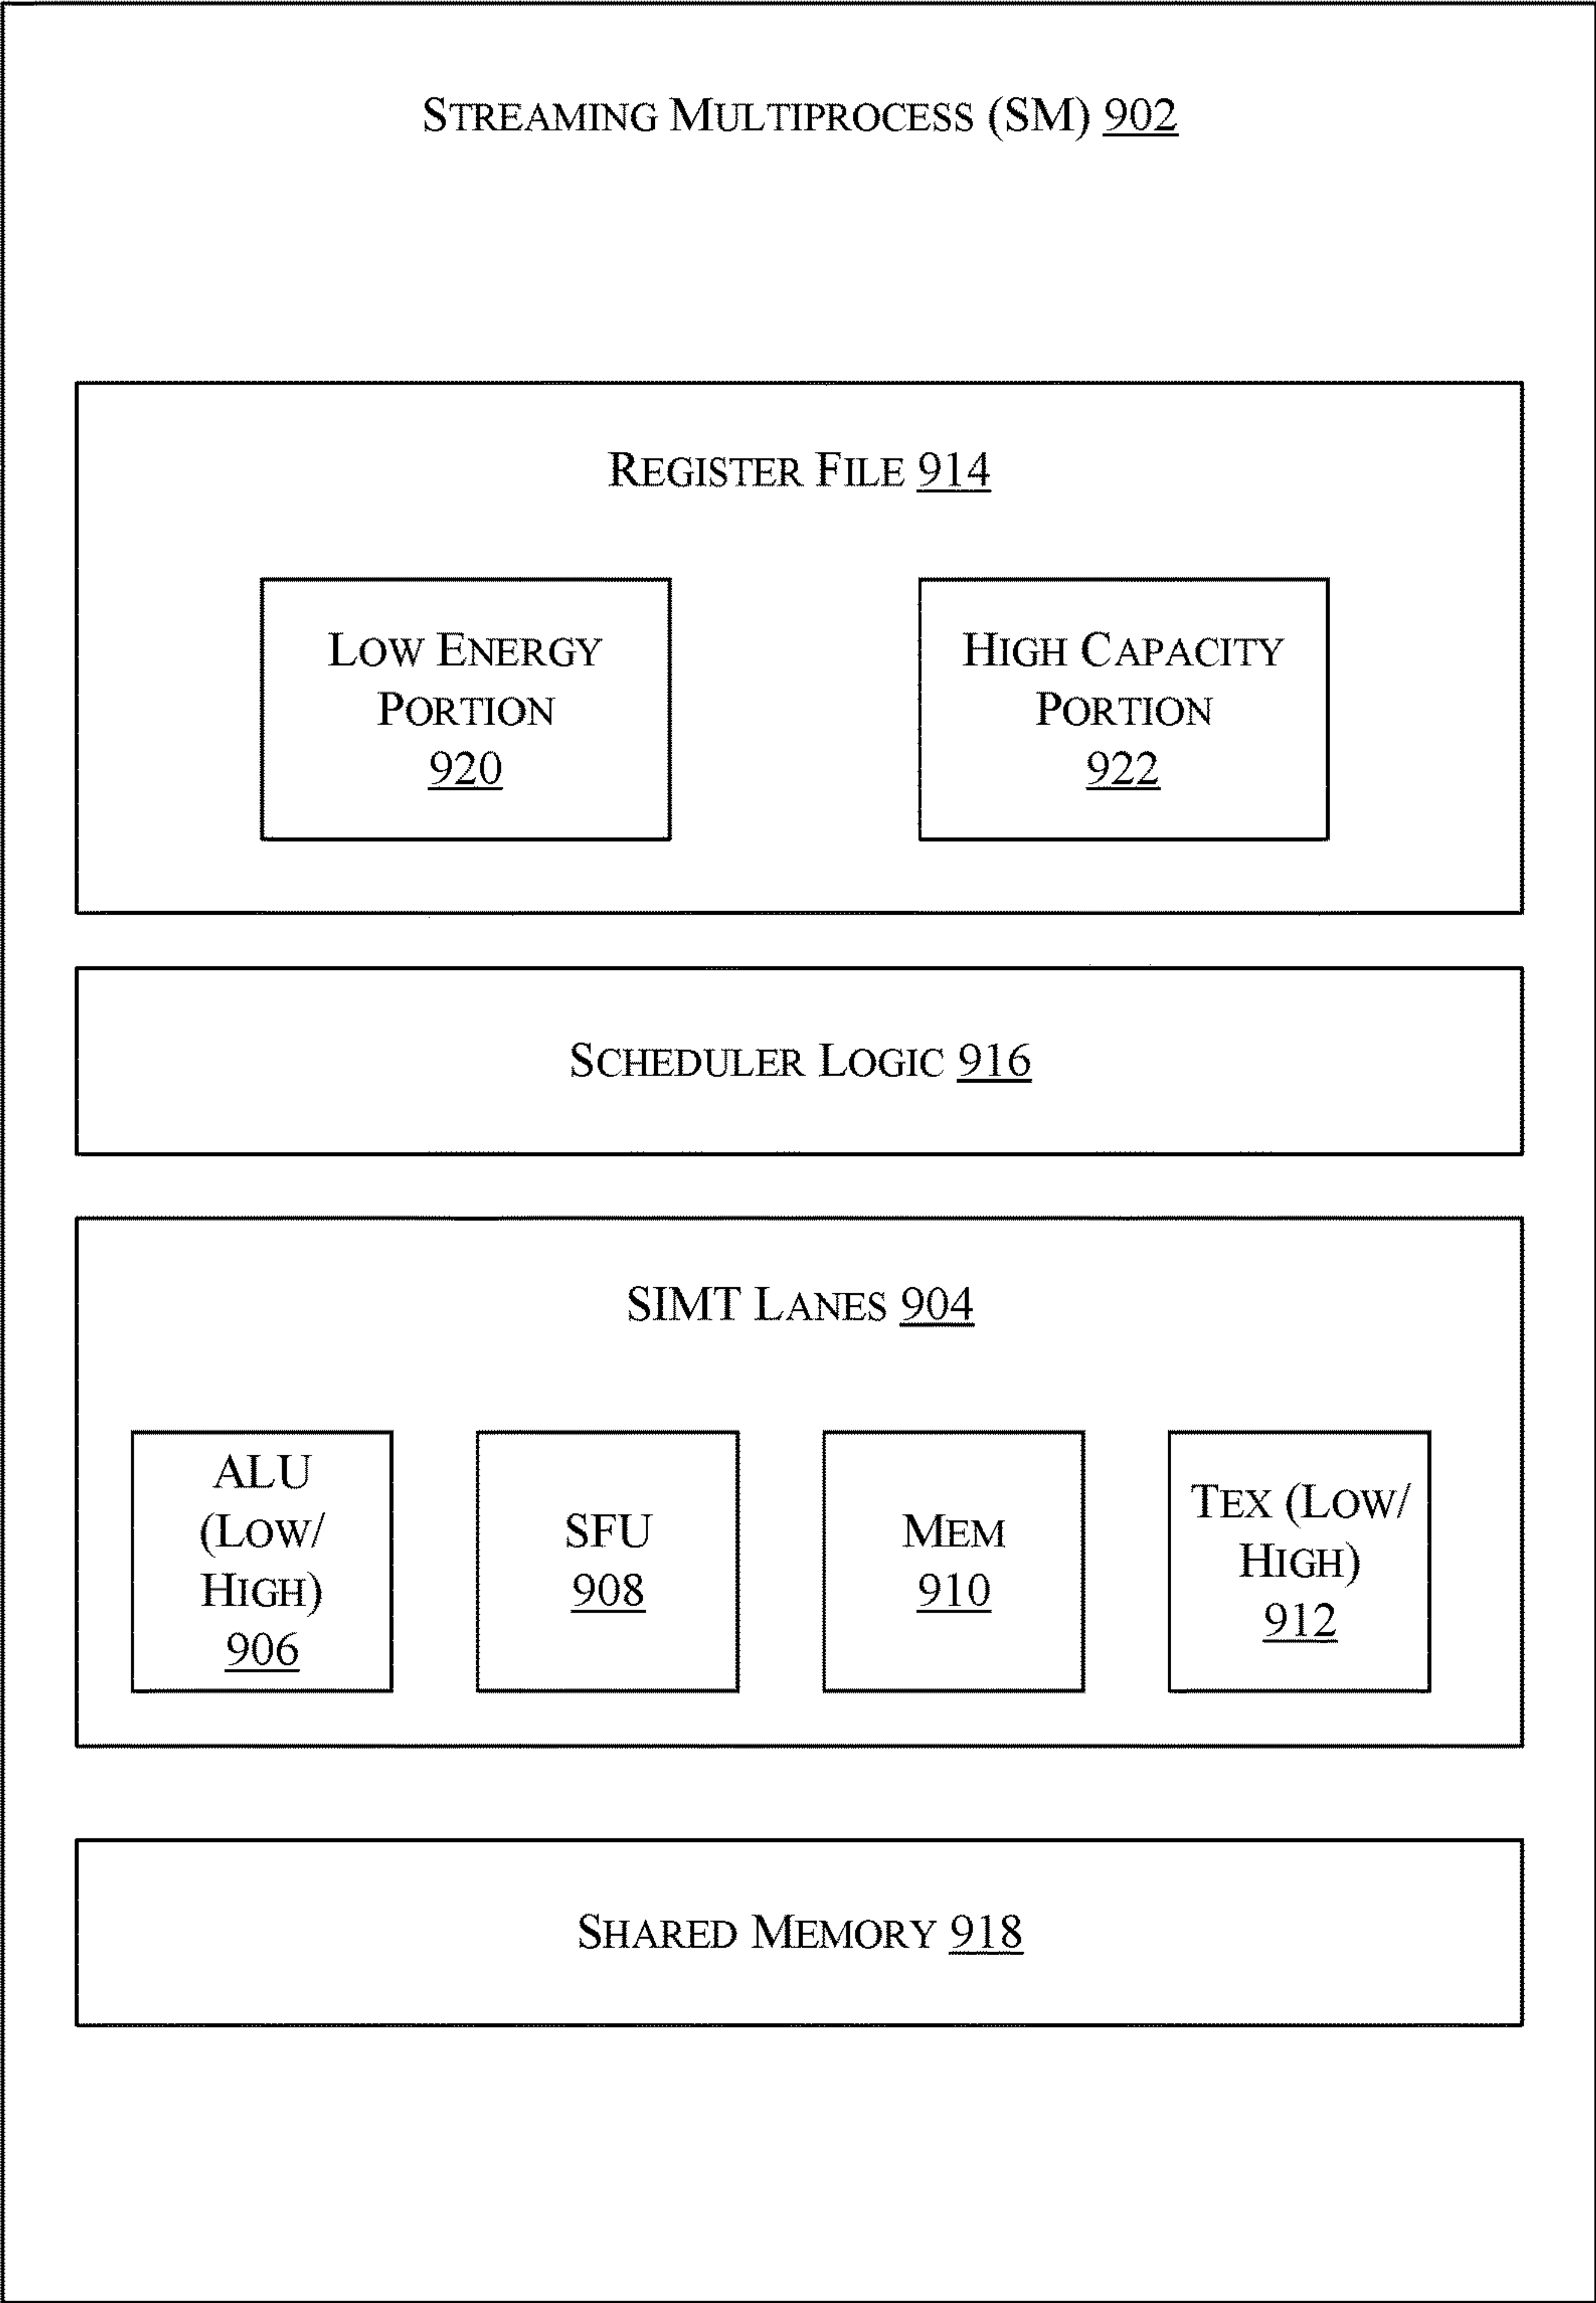 STREAMING MULTIPROCESS (SM) 902
REGISTER FILE 914
LOW ENERGY
PORTION
920
HIGH CAPACITY
PORTION
922
SCHEDULER LOGIC 916
SIMT LANES 904
ALU
(LOW/
HIGH)
906
SFU
908
MEM
910
TEX (LOW/
HIGH)
912
SHARED MEMORY 918